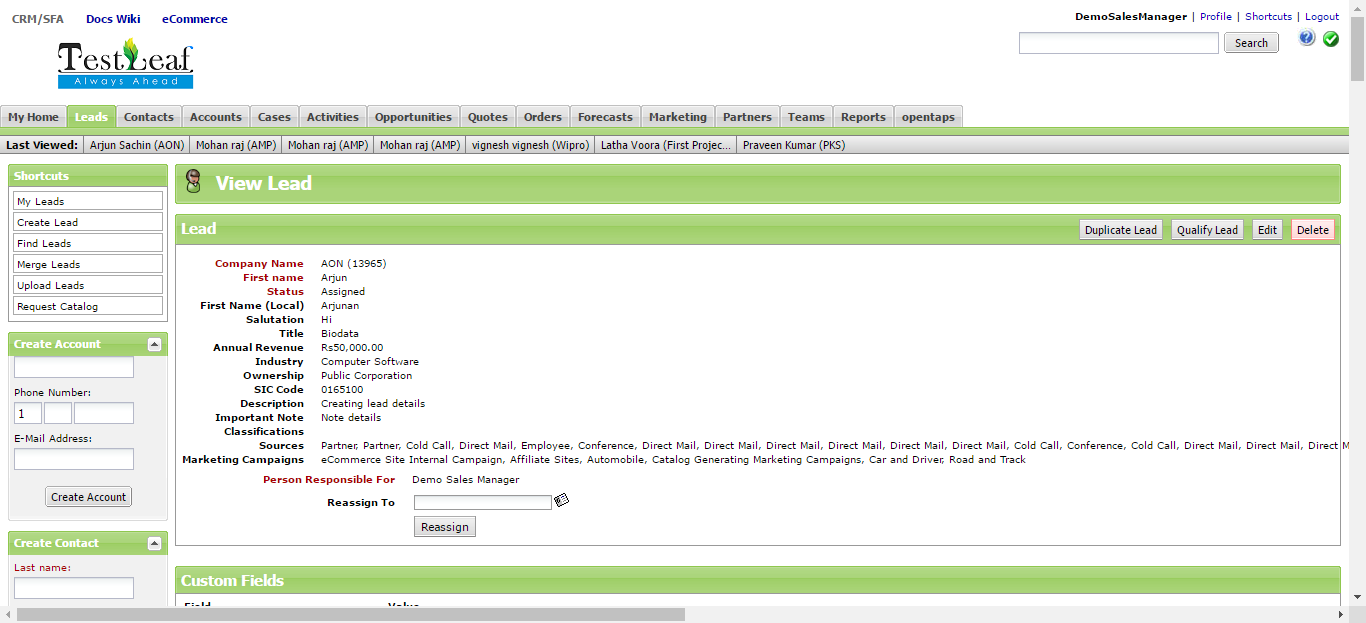 CRM/SFA Docs Wiki eCommerce
DemoSalesManager | Profile | Shortcuts | Logout
TestLeaf
Always Ahead
Search
My Home Leads Contacts Accounts Cases Activities Opportunities Quotes Orders Forecasts Marketing Partners Teams Reports opentaps
Last Viewed: Arjun Sachin (AON) Mohan raj (AMP) Mohan raj (AMP) Mohan raj (AMP) vignesh vignesh (Wipro) Latha Voora (First Projec... Praveen Kumar (PKS)
Shortcuts
My Leads
Create Lead
Find Leads
Merge Leads
Upload Leads
Request Catalog
Create Account
Phone Number:
1
E-Mail Address:
Create Account
Create Contact
Last name:
View Lead
Lead
Duplicate Lead Qualify Lead Edit Delete
Company Name AON (13965)
First name Arjun
Status Assigned
First Name (Local) Arjunan
Salutation Hi
Title Biodata
Annual Revenue Rs50,000.00
Industry Computer Software
Ownership Public Corporation
SIC Code 0165100
Description Creating lead details
Important Note Note details
Classifications
Sources Partner, Partner, Cold Call, Direct Mail, Employee, Conference, Direct Mail, Direct Mail, Direct Mail, Direct Mail, Direct Mail, Direct Mail, Cold Call, Conference, Cold Call, Direct Mail, Direct Mail, Direct M
Marketing Campaigns eCommerce Site Internal Campaign, Affiliate Sites, Automobile, Catalog Generating Marketing Campaigns, Car and Driver, Road and Track
Person Responsible For Demo Sales Manager
Reassign To
Reassign
Custom Fields
Field Value